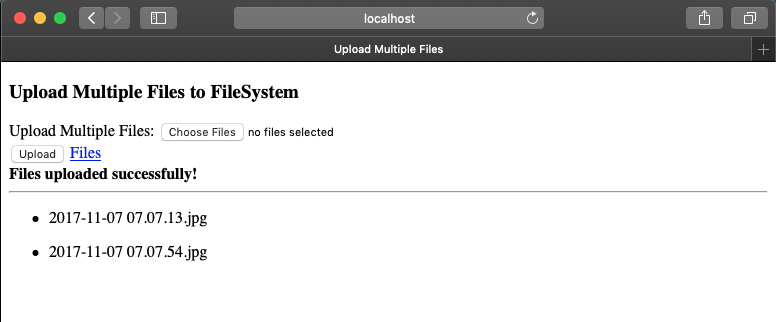 localhost
Upload Multiple Files
Upload Multiple Files to FileSystem
Upload Multiple Files: Choose Files no files selected
Upload Files
Files uploaded successfully!
2017-11-07 07.07.13.jpg
2017-11-07 07.07.54.jpg